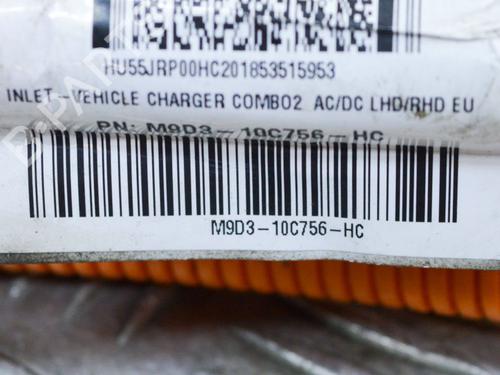 HU55JRP00HC201853515953
INLET-VEHICLE CHARGER COMBO2 AC/DC LHD/RHD EU
PN: M9D3-10C756-HC
M9D3-10C756-HC